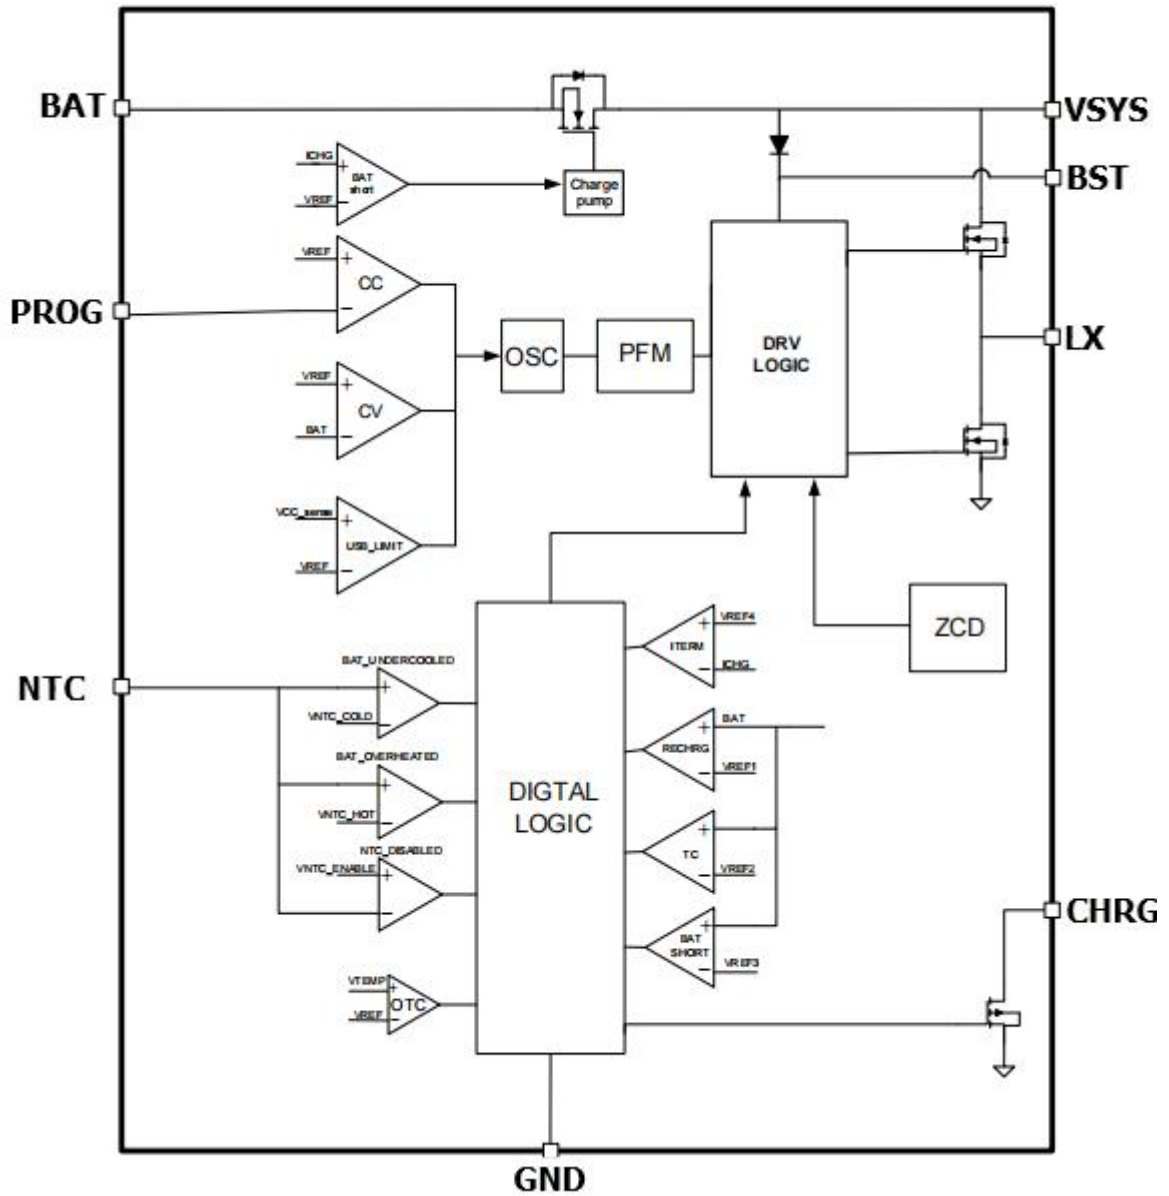 BAT
VSYS
ICHG
+
BAT
short
VREF
−
Charge
pump
BST
VREF
+
CC
−
PROG
OSC
PFM
DRV
LOGIC
LX
VREF
+
CV
BAT
−
VCC_sense
+
USB_LIMIT
VREF
−
ZCD
VREF4
+
ITERM
ICHG
−
NTC
BAT_UNDERCOOLED
+
VNTC_COLD
−
BAT
+
RECHRG
VREF1
−
BAT_OVERHEATED
+
VNTC_HOT
−
DIGTAL
LOGIC
+
TC
VREF2
−
NTC_DISABLED
VNTC_ENABLE
+
−
CHRG
+
BAT
SHORT
VREF3
−
VTEMP
+
OTC
VREF
−
GND